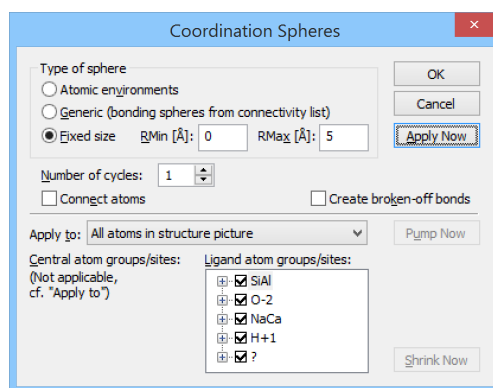 Coordination Spheres
×
Type of sphere
Atomic environments
Generic (bonding spheres from connectivity list)
Fixed size RMin [Å]: 0 RMax [Å]: 5
OK
Cancel
Apply Now
Number of cycles: 1
Connect atoms
Create broken-off bonds
Apply to: All atoms in structure picture
Pump Now
Central atom groups/sites:
(Not applicable,
cf. "Apply to")
Ligand atom groups/sites:
SiAl
O-2
NaCa
H+1
?
Shrink Now